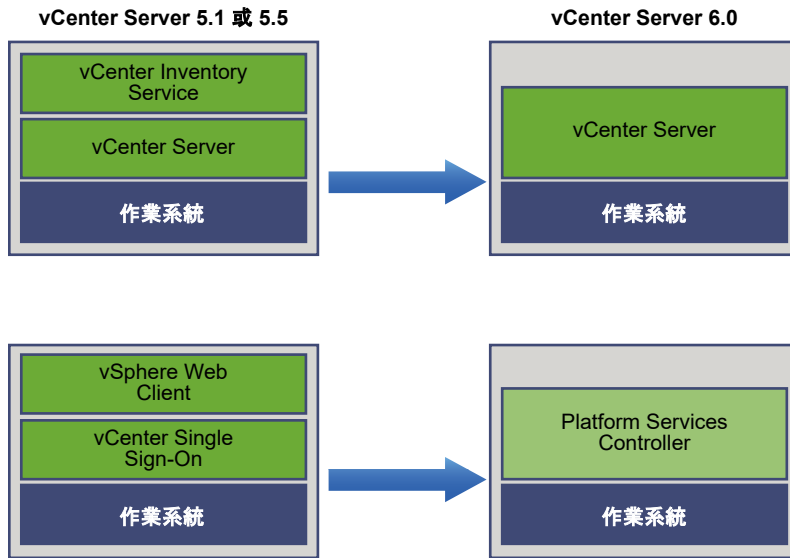 vCenter Server 5.1 或 5.5
vCenter Server 6.0
vCenter Inventory
Service
vCenter Server
作業系統
vCenter Server
作業系統
vSphere Web
Client
vCenter Single
Sign-On
作業系統
Platform Services
Controller
作業系統